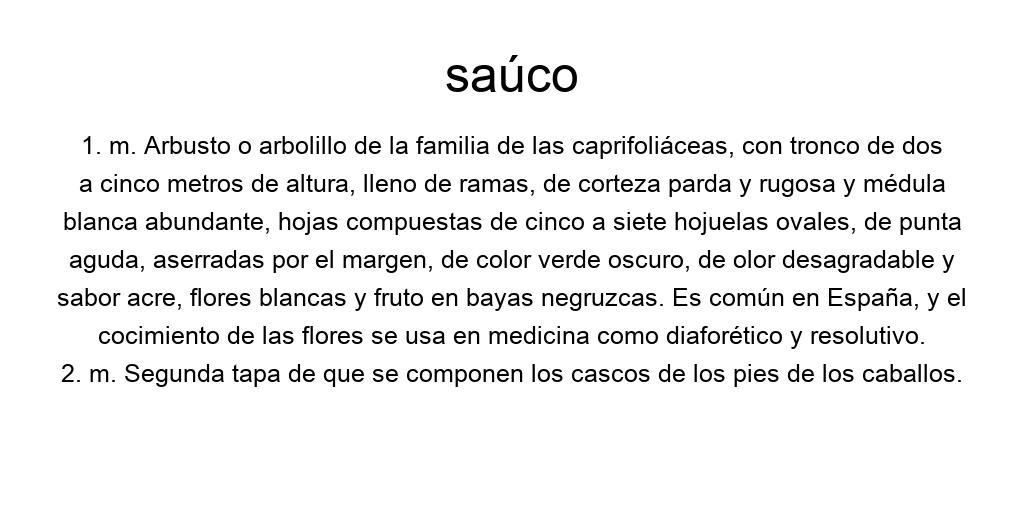 saúco
1. m. Arbusto o arbolillo de la familia de las caprifoliáceas, con tronco de dos
a cinco metros de altura, lleno de ramas, de corteza parda y rugosa y médula
blanca abundante, hojas compuestas de cinco a siete hojuelas ovales, de punta
aguda, aserradas por el margen, de color verde oscuro, de olor desagradable y
sabor acre, flores blancas y fruto en bayas negruzcas. Es común en España, y el
cocimiento de las flores se usa en medicina como diaforético y resolutivo.
2. m. Segunda tapa de que se componen los cascos de los pies de los caballos.